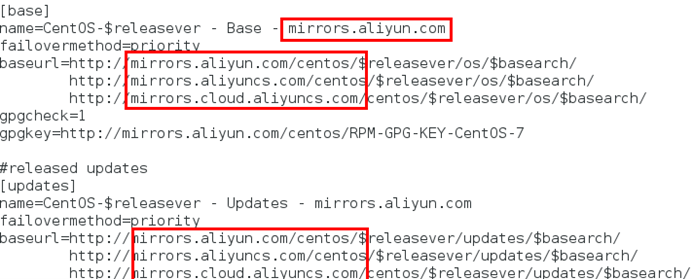 [base]
name=CentOS-$releasever - Base - mirrors.aliyun.com
failovermethod=priority
baseurl=http://mirrors.aliyun.com/centos/$releasever/os/$basearch/
        http://mirrors.aliyuncs.com/centos/$releasever/os/$basearch/
        http://mirrors.cloud.aliyuncs.com/centos/$releasever/os/$basearch/
gpgcheck=1
gpgkey=http://mirrors.aliyun.com/centos/RPM-GPG-KEY-CentOS-7

#released updates
[updates]
name=CentOS-$releasever - Updates - mirrors.aliyun.com
failovermethod=priority
baseurl=http://mirrors.aliyun.com/centos/$releasever/updates/$basearch/
        http://mirrors.aliyuncs.com/centos/$releasever/updates/$basearch/
        http://mirrors.cloud.aliyuncs.com/centos/$releasever/updates/$basearch/